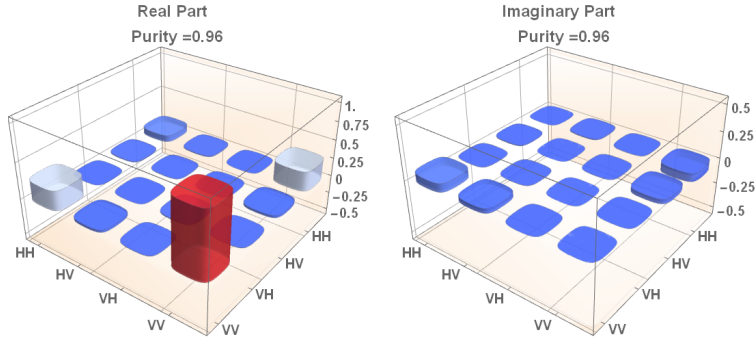 Real Part
Purity =0.96
1.
0.75
0.5
0.25
0
−0.25
−0.5
HH
HV
VH
VV
HH
HV
VH
VV
Imaginary Part
Purity =0.96
0.5
0.25
0
−0.25
−0.5
HH
HV
VH
VV
HH
HV
VH
VV